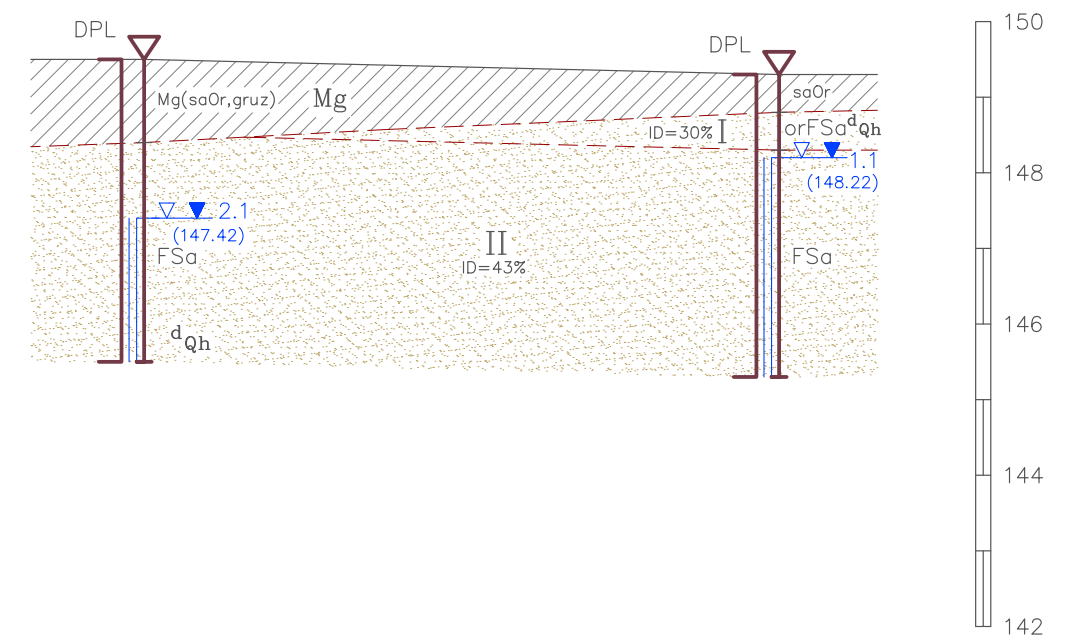 150
DPL
DPL
Mg(saOr,gruz)
Mg
saOr
ID=30%
I
orFSa
dQh
1.1
148
(148.22)
2.1
(147.42)
FSa
II
ID=43%
FSa
146
dQh
144
142